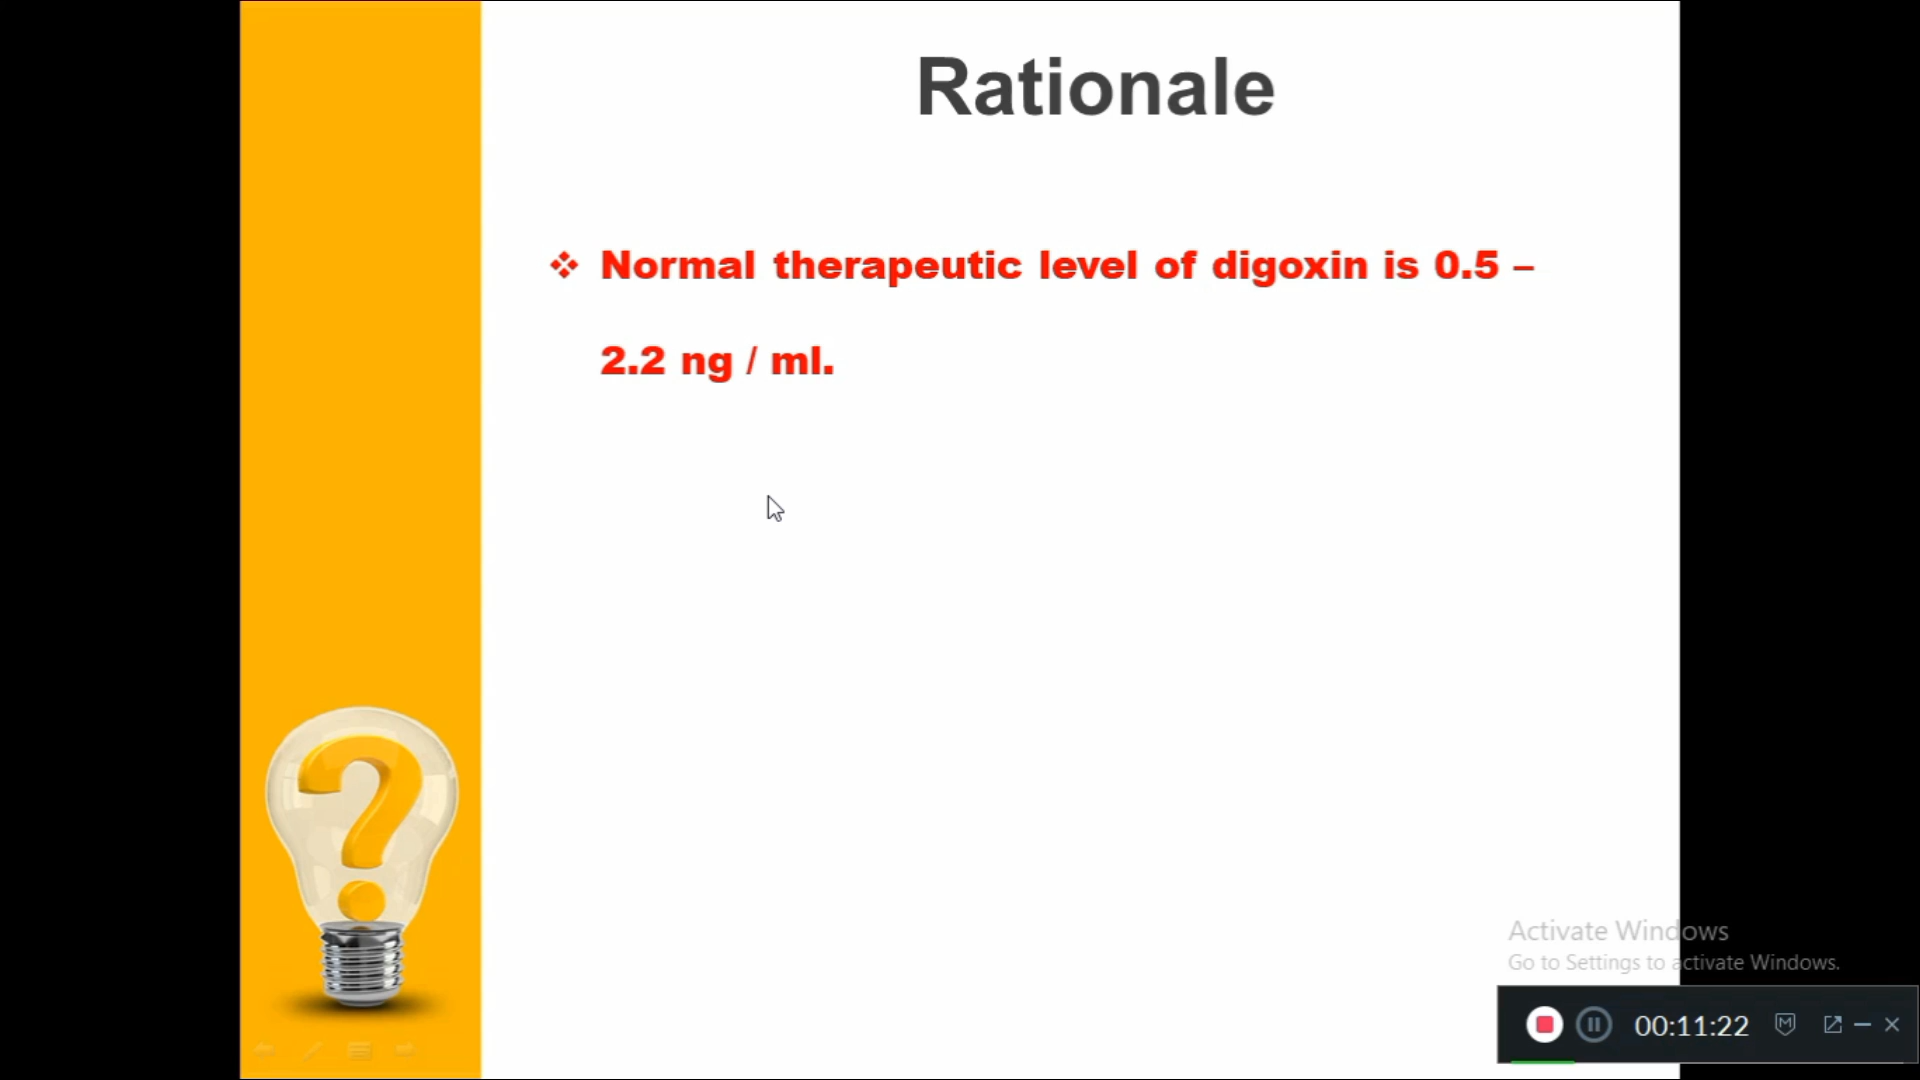 Rationale
❖ Normal therapeutic level of digoxin is 0.5 –
2.2 ng / ml.
Activate Windows
Go to Settings to activate Windows.
00:11:22